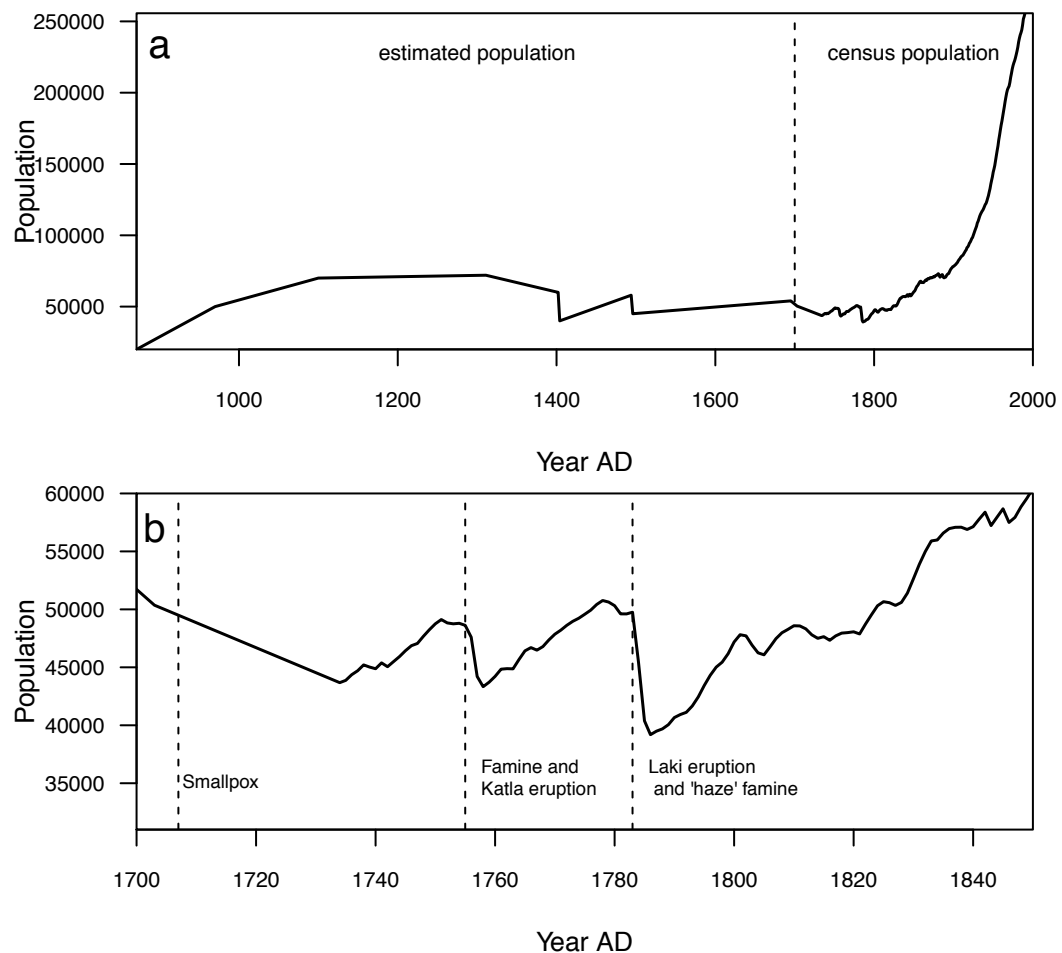 a
estimated population
census population
250000
200000
150000
100000
50000
Population
1000
1200
1400
1600
1800
2000
Year AD
b
60000
55000
50000
45000
40000
35000
Population
Smallpox
Famine and
Katla eruption
Laki eruption
and 'haze' famine
1700
1720
1740
1760
1780
1800
1820
1840
Year AD